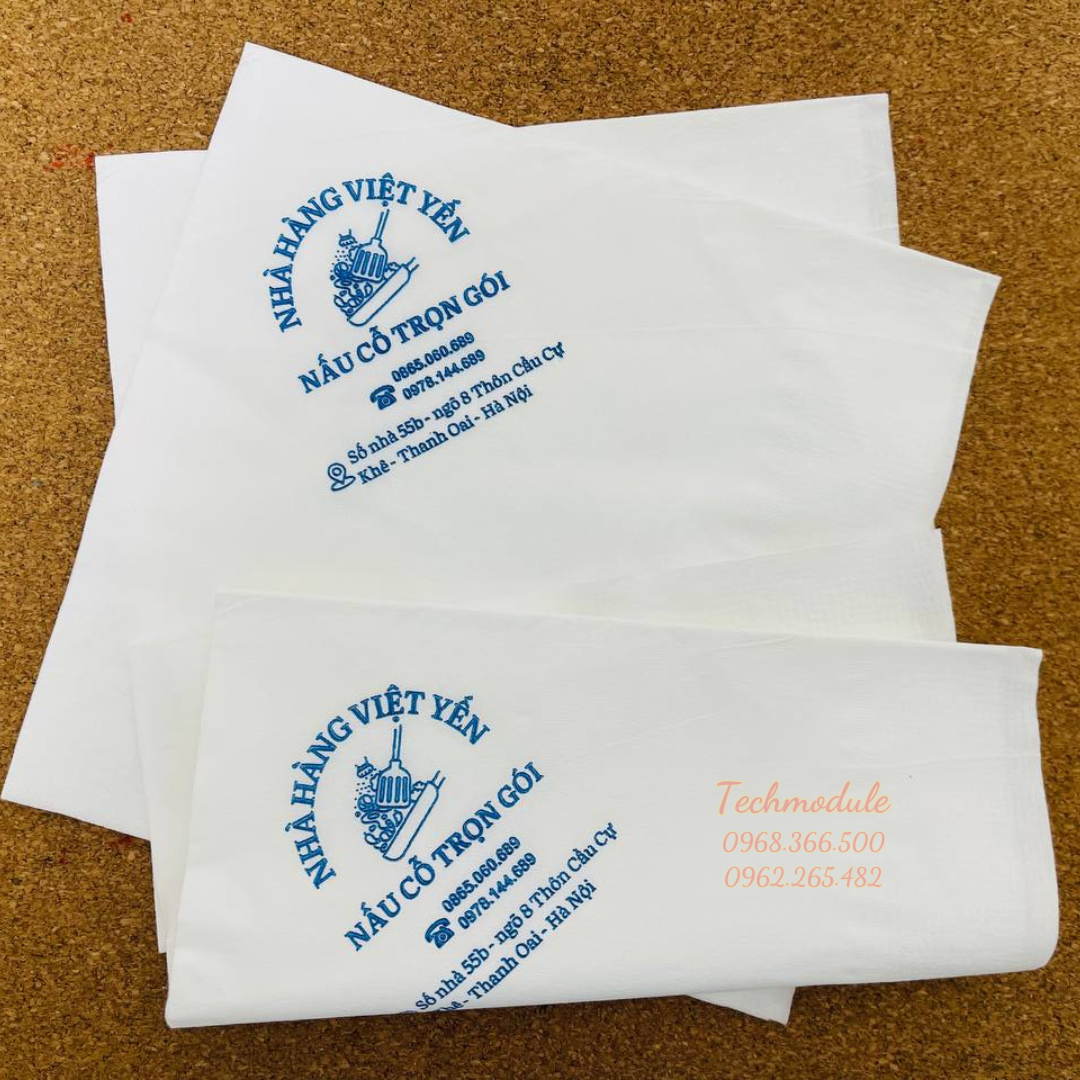 NHÀ HÀNG VIỆT YẾN
NẤU CỖ TRỌN GÓI
0865.060.689
0978.144.689
Số nhà 55b - ngõ 8 Thôn Cầu Cự
Khê - Thanh Oai - Hà Nội
NHÀ HÀNG VIỆT YẾN
NẤU CỖ TRỌN GÓI
0865.060.689
0978.144.689
Số nhà 55b - ngõ 8 Thôn Cầu Cự
Khê - Thanh Oai - Hà Nội
Techmodule
0968.366.500
0962.265.482